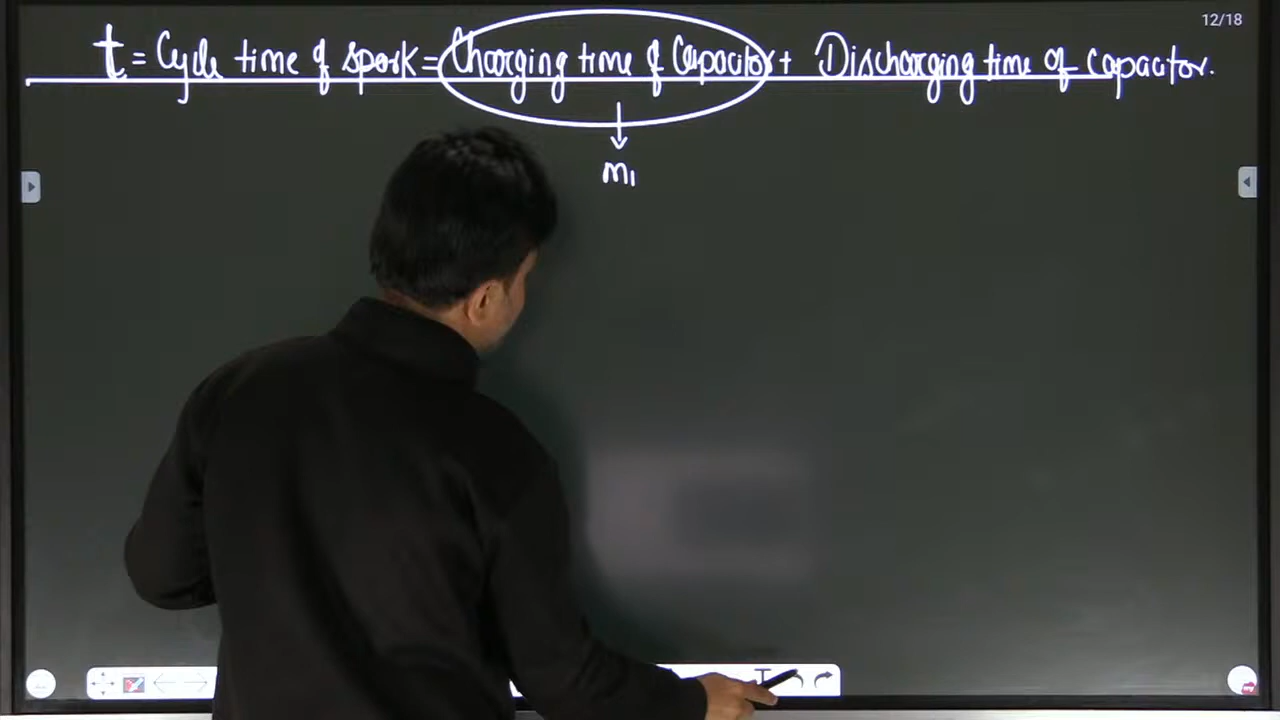 12/18
t = Cycle time of spark = Charging time of Capacitor + Discharging time of capacitor.
m1